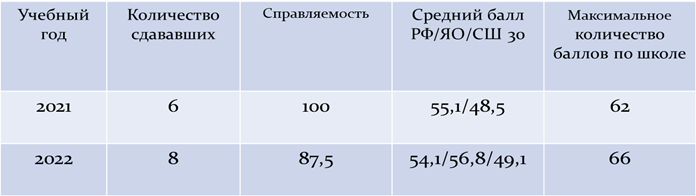 Учебный год
Количество сдававших
Справляемость
Средний балл РФ/ЯО/СШ 30
Максимальное количество баллов по школе
2021 6 100 55,1/48,5 62
2022 8 87,5 54,1/56,8/49,1 66